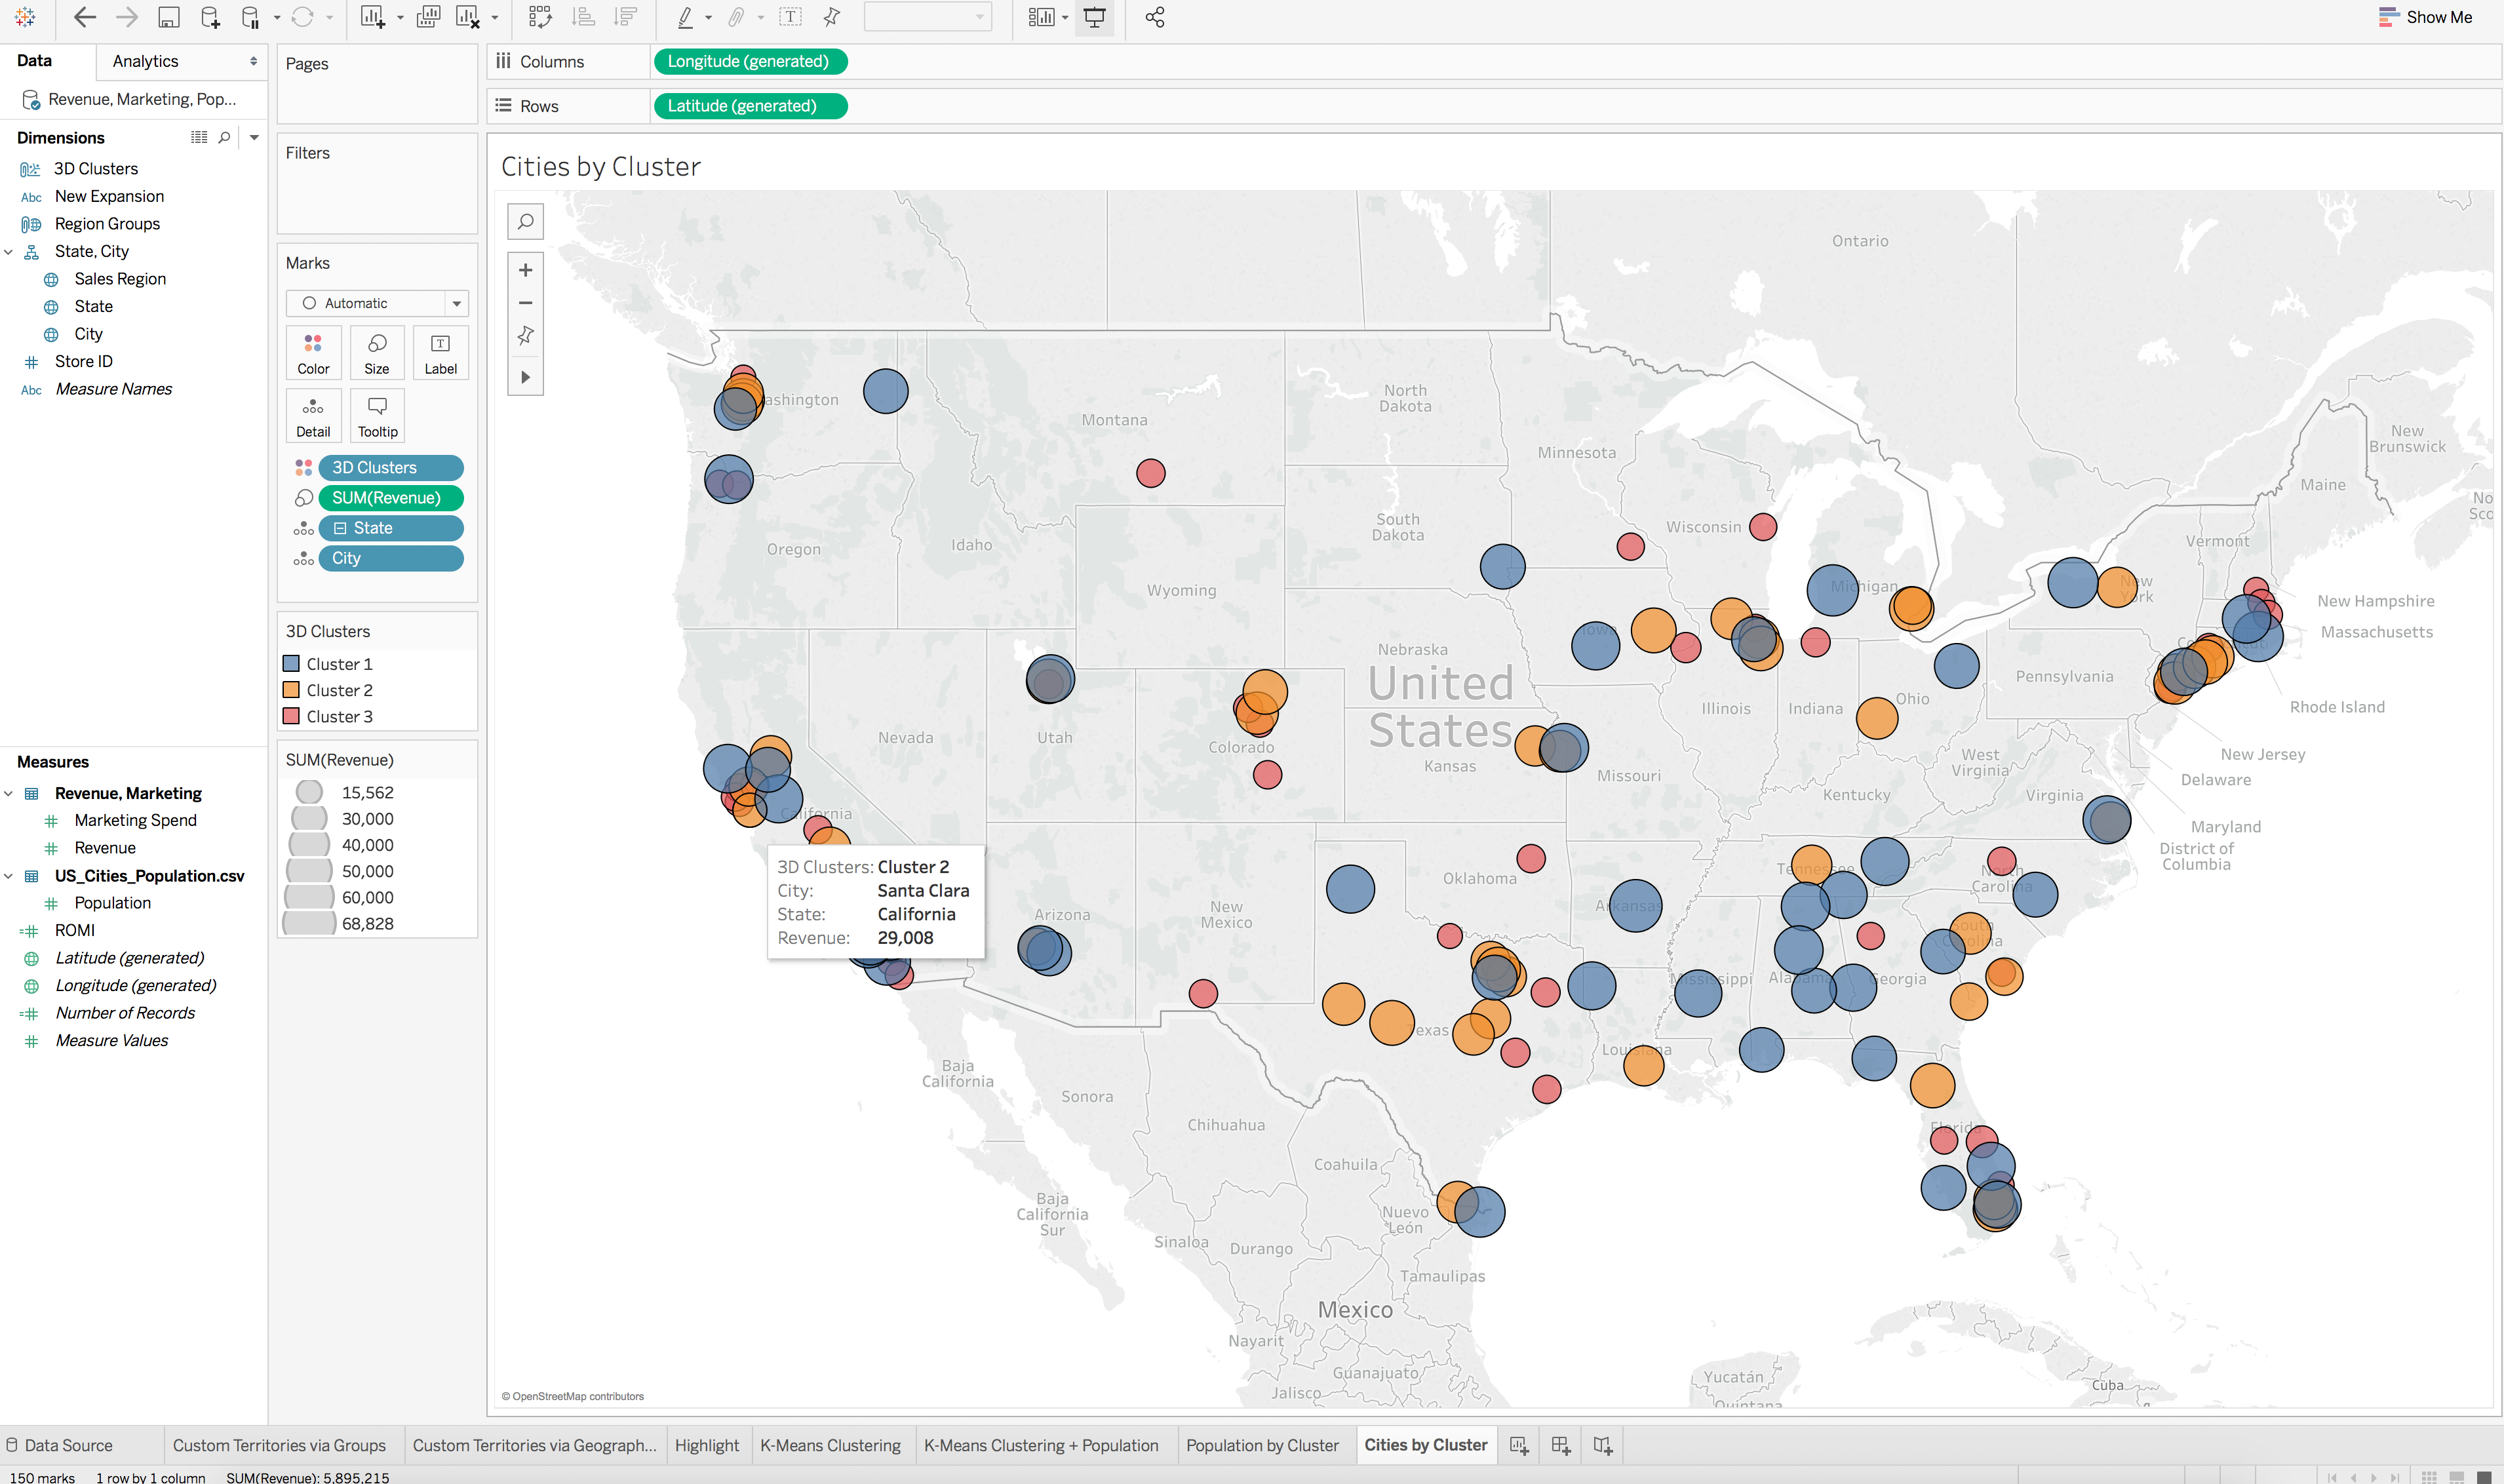 Show Me
Data
Analytics
Pages
Columns
Longitude (generated)
Revenue, Marketing, Pop...
Rows
Latitude (generated)
Dimensions
3D Clusters
Abc New Expansion
Region Groups
State, City
Sales Region
State
City
Store ID
Abc Measure Names
Measures
Revenue, Marketing
Marketing Spend
Revenue
US_Cities_Population.csv
Population
ROMI
Latitude (generated)
Longitude (generated)
Number of Records
Measure Values
Filters
Marks
Automatic
Color
Size
Label
Detail
Tooltip
3D Clusters
SUM(Revenue)
State
City
3D Clusters
Cluster 1
Cluster 2
Cluster 3
SUM(Revenue)
15,562
30,000
40,000
50,000
60,000
68,828
Cities by Cluster
Ontario
ashington
Montana
North
Dakota
Minnesota
New
Brunswick
Maine
No
Sco
Oregon
Idaho
South
Dakota
Wisconsin
Vermont
Wyoming
Michigan
New
York
New Hampshire
Massachusetts
Iowa
Nebraska
United
States
Pennsylvania
Rhode Island
Nevada
Utah
Colorado
Kansas
Missouri
Illinois
Indiana
Ohio
West
Virginia
New Jersey
Delaware
Kentucky
Virginia
Maryland
District of
Columbia
California
3D Clusters: Cluster 2
City: Santa Clara
State: California
Revenue: 29,008
Arizona
New
Mexico
Oklahoma
Arkansas
Tennessee
North
Carolina
South
Carolina
Mississippi
Alabama
Georgia
Texas
Louisiana
Florida
Baja
California
Sonora
Chihuahua
Coahuila
Baja
California
Sur
Nuevo
León
Sinaloa
Durango
Tamaulipas
Mexico
Nayarit
Guanajuato
Jalisco
Yucatán
Quintana
Cuba
© OpenStreetMap contributors
Data Source
Custom Territories via Groups
Custom Territories via Geograph...
Highlight
K-Means Clustering
K-Means Clustering + Population
Population by Cluster
Cities by Cluster
150 marks 1 row by 1 column SUM(Revenue): 5,895,215